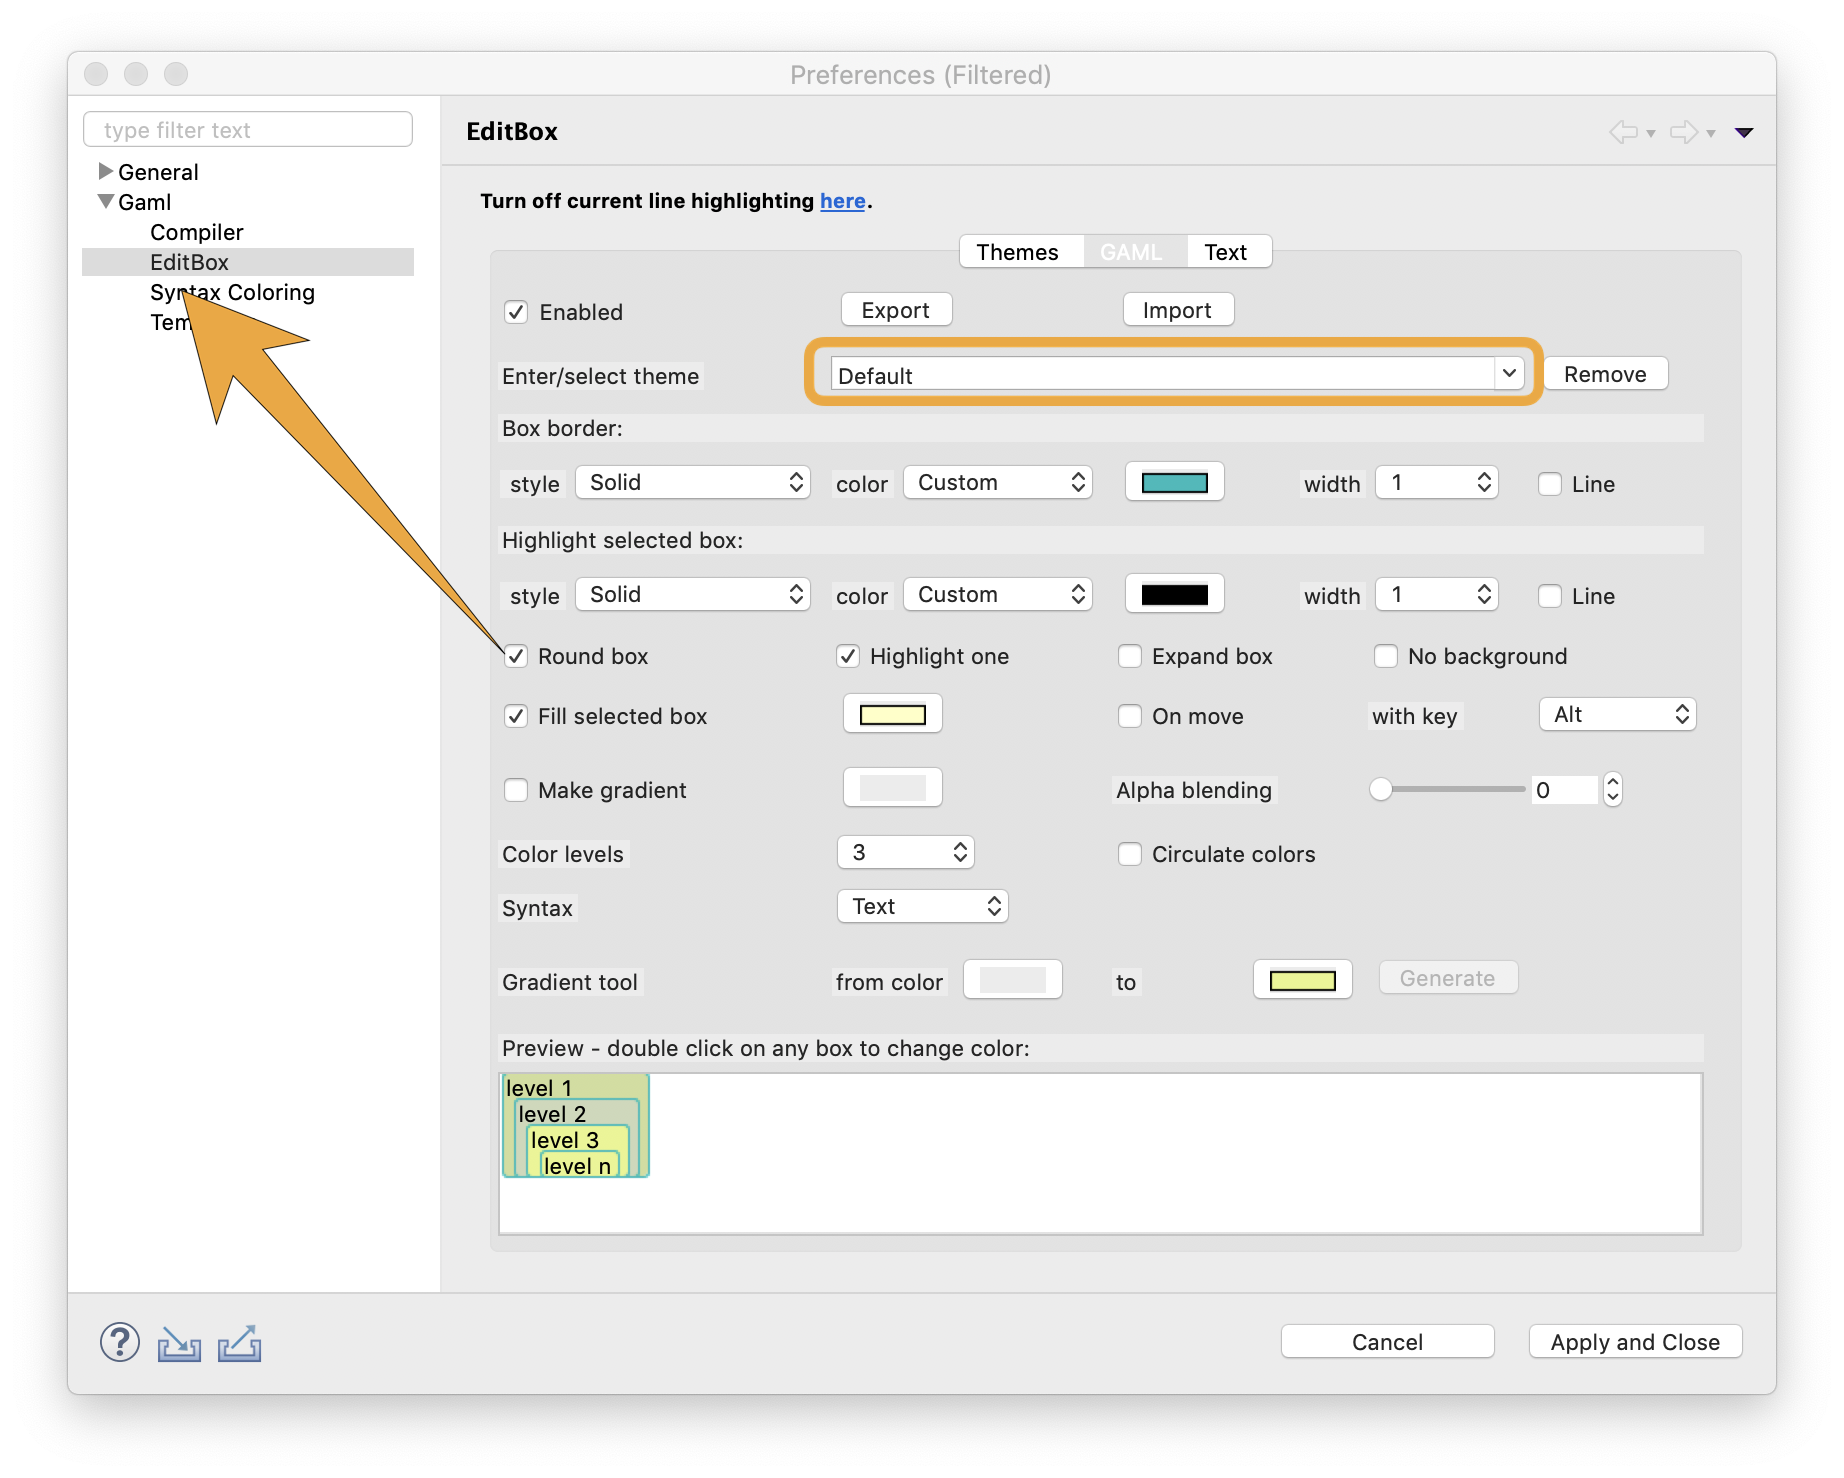 Preferences (Filtered)
type filter text
General
Gaml
Compiler
EditBox
Syntax Coloring
Tem
EditBox
Turn off current line highlighting here.
Themes GAML Text
Enabled Export Import
Enter/select theme Default Remove
Box border:
style Solid color Custom width 1 Line
Highlight selected box:
style Solid color Custom width 1 Line
Round box Highlight one Expand box No background
Fill selected box On move with key Alt
Make gradient Alpha blending 0
Color levels 3 Circulate colors
Syntax Text
Gradient tool from color to Generate
Preview - double click on any box to change color:
level 1
level 2
level 3
level n
? Cancel Apply and Close